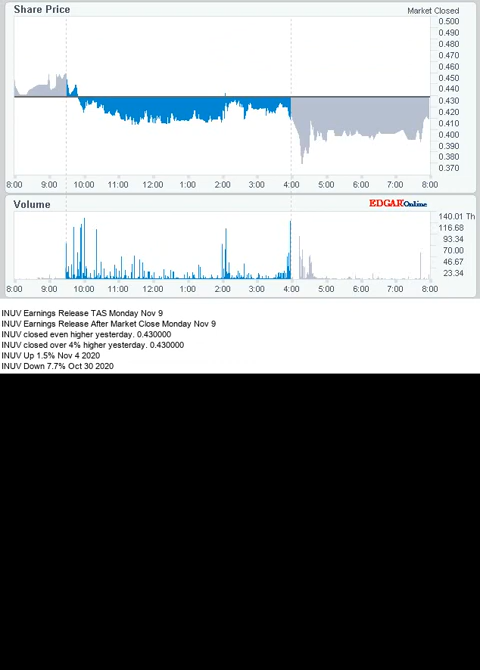 Share Price
Market Closed
0.500
0.490
0.480
0.470
0.460
0.450
0.440
0.430
0.420
0.410
0.400
0.390
0.380
0.370
8:00 9:00 10:00 11:00 12:00 1:00 2:00 3:00 4:00 5:00 6:00 7:00 8:00
Volume
EDGAR Online
140.01 Th
116.68
93.34
70.00
46.67
23.34
8:00 9:00 10:00 11:00 12:00 1:00 2:00 3:00 4:00 5:00 6:00 7:00 8:00
INUV Earnings Release TAS Monday Nov 9
INUV Earnings Release After Market Close Monday Nov 9
INUV closed even higher yesterday. 0.430000
INUV closed over 4% higher yesterday. 0.430000
INUV Up 1.5% Nov 4 2020
INUV Down 7.7% Oct 30 2020